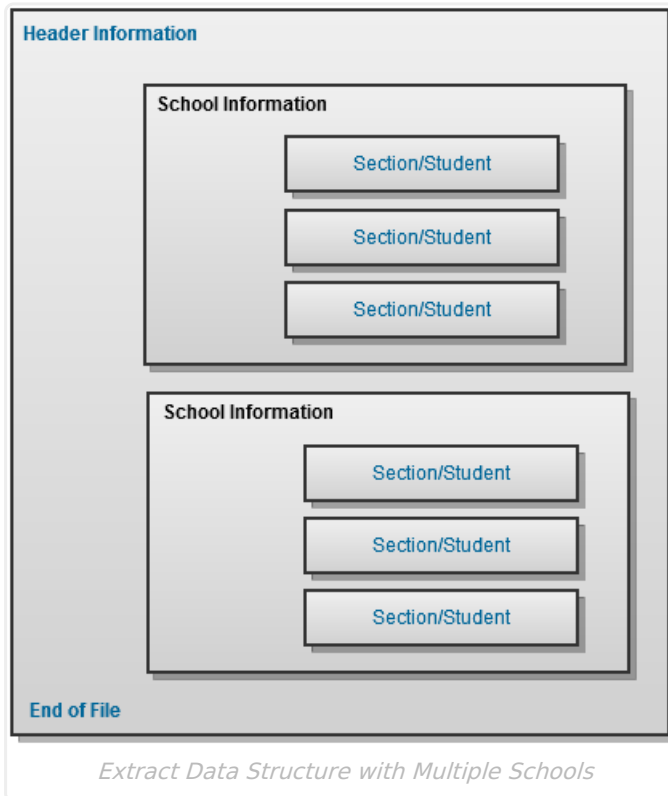 Header Information
School Information
Section/Student
Section/Student
Section/Student
School Information
Section/Student
Section/Student
Section/Student
End of File
Extract Data Structure with Multiple Schools